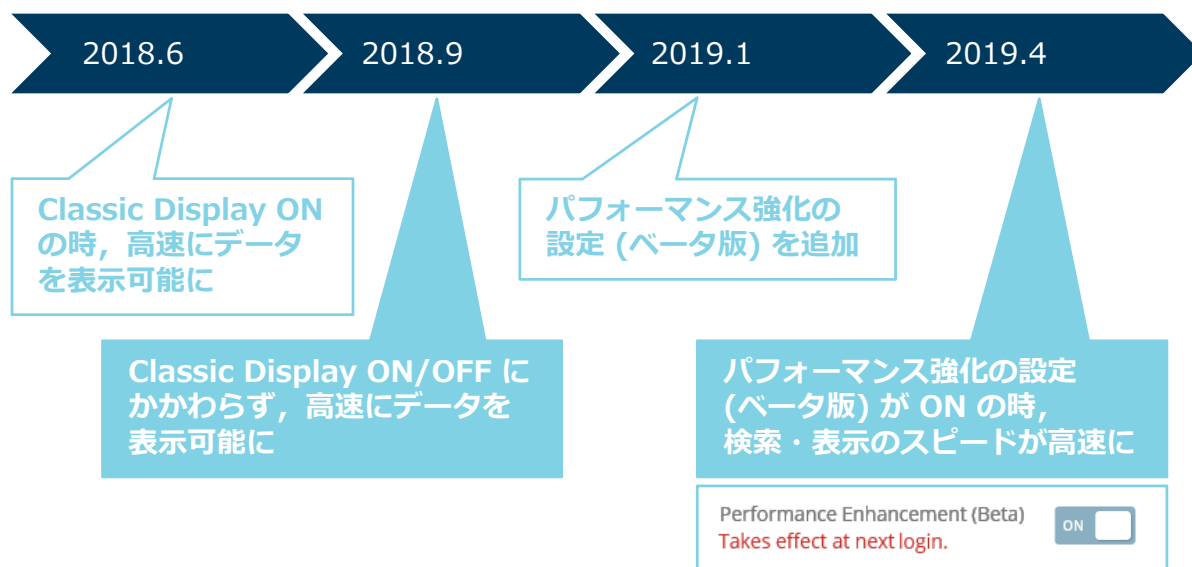 2018.6
2018.9
2019.1
2019.4
Classic Display ON
の時，高速にデータ
を表示可能に
パフォーマンス強化の
設定 (ベータ版) を追加
Classic Display ON/OFF に
かかわらず，高速にデータを
表示可能に
パフォーマンス強化の設定
(ベータ版) が ON の時，
検索・表示のスピードが高速に
Performance Enhancement (Beta)
Takes effect at next login.
ON